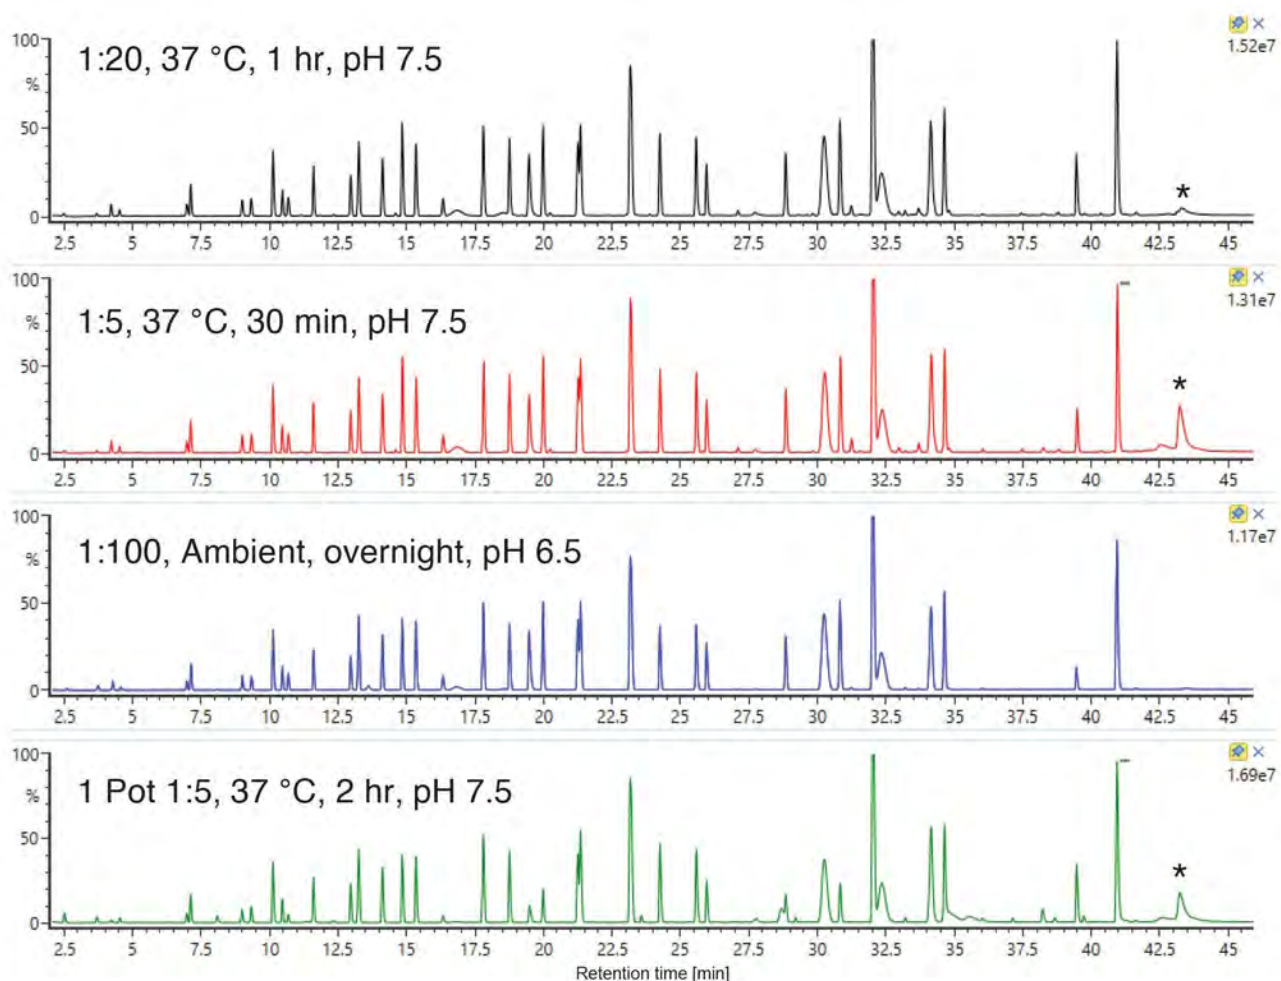 1:20, 37 °C, 1 hr, pH 7.5
1.52e7
100
%
50
0
*
2.5 5 7.5 10 12.5 15 17.5 20 22.5 25 27.5 30 32.5 35 37.5 40 42.5 45
1:5, 37 °C, 30 min, pH 7.5
1.31e7
100
%
50
0
*
2.5 5 7.5 10 12.5 15 17.5 20 22.5 25 27.5 30 32.5 35 37.5 40 42.5 45
1:100, Ambient, overnight, pH 6.5
1.17e7
100
%
50
0
2.5 5 7.5 10 12.5 15 17.5 20 22.5 25 27.5 30 32.5 35 37.5 40 42.5 45
1 Pot 1:5, 37 °C, 2 hr, pH 7.5
1.69e7
100
%
50
0
*
2.5 5 7.5 10 12.5 15 17.5 20 22.5 25 27.5 30 32.5 35 37.5 40 42.5 45
Retention time [min]